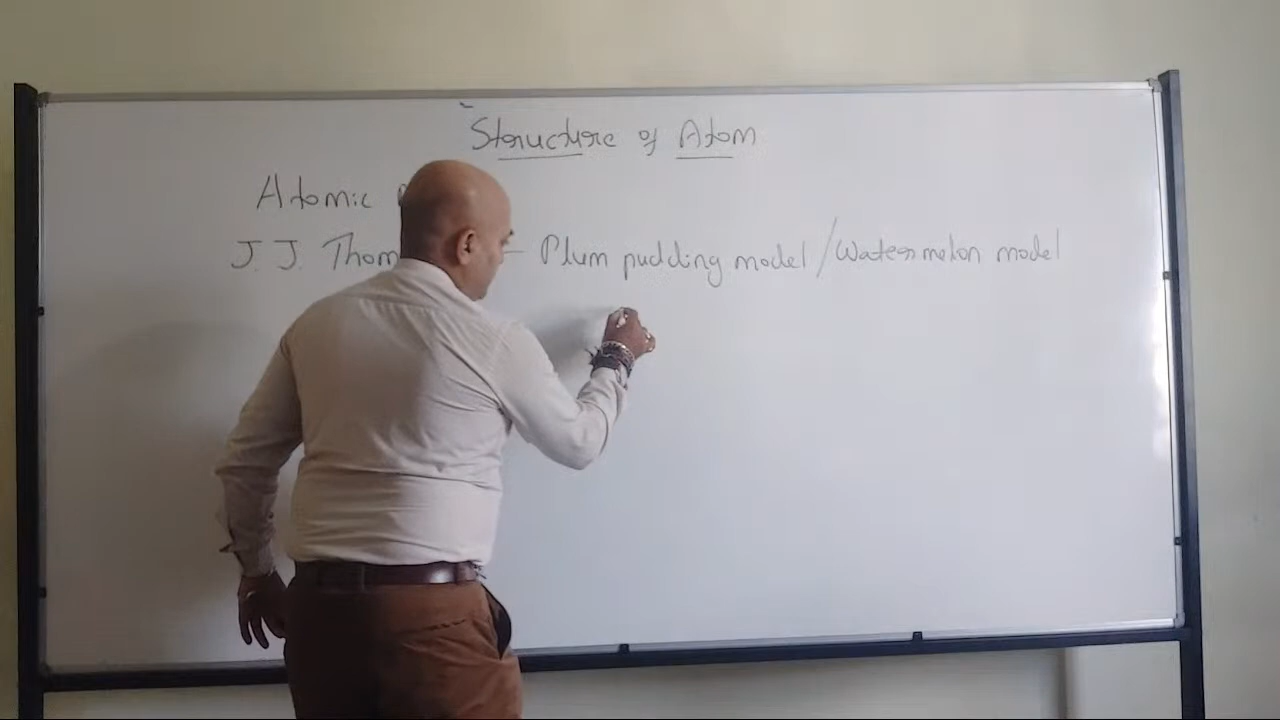 Structure of Atom
Atomic
J. J. Thom - Plum pudding model / Watermelon model